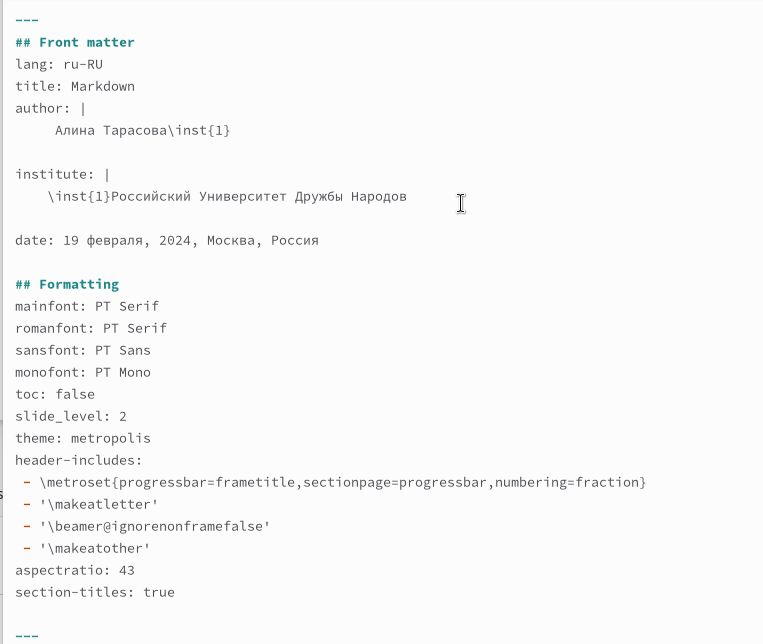 ---
## Front matter
lang: ru-RU
title: Markdown
author: |
Алина Тарасова\inst{1}
institute: |
\inst{1}Российский Университет Дружбы Народов
date: 19 февраля, 2024, Москва, Россия
## Formatting
mainfont: PT Serif
romanfont: PT Serif
sansfont: PT Sans
monofont: PT Mono
toc: false
slide_level: 2
theme: metropolis
header-includes:
- \metroset{progressbar=frametitle,sectionpage=progressbar,numbering=fraction}
- '\makeatletter'
- '\beamer@ignorenonframefalse'
- '\makeatother'
aspectratio: 43
section-titles: true
---